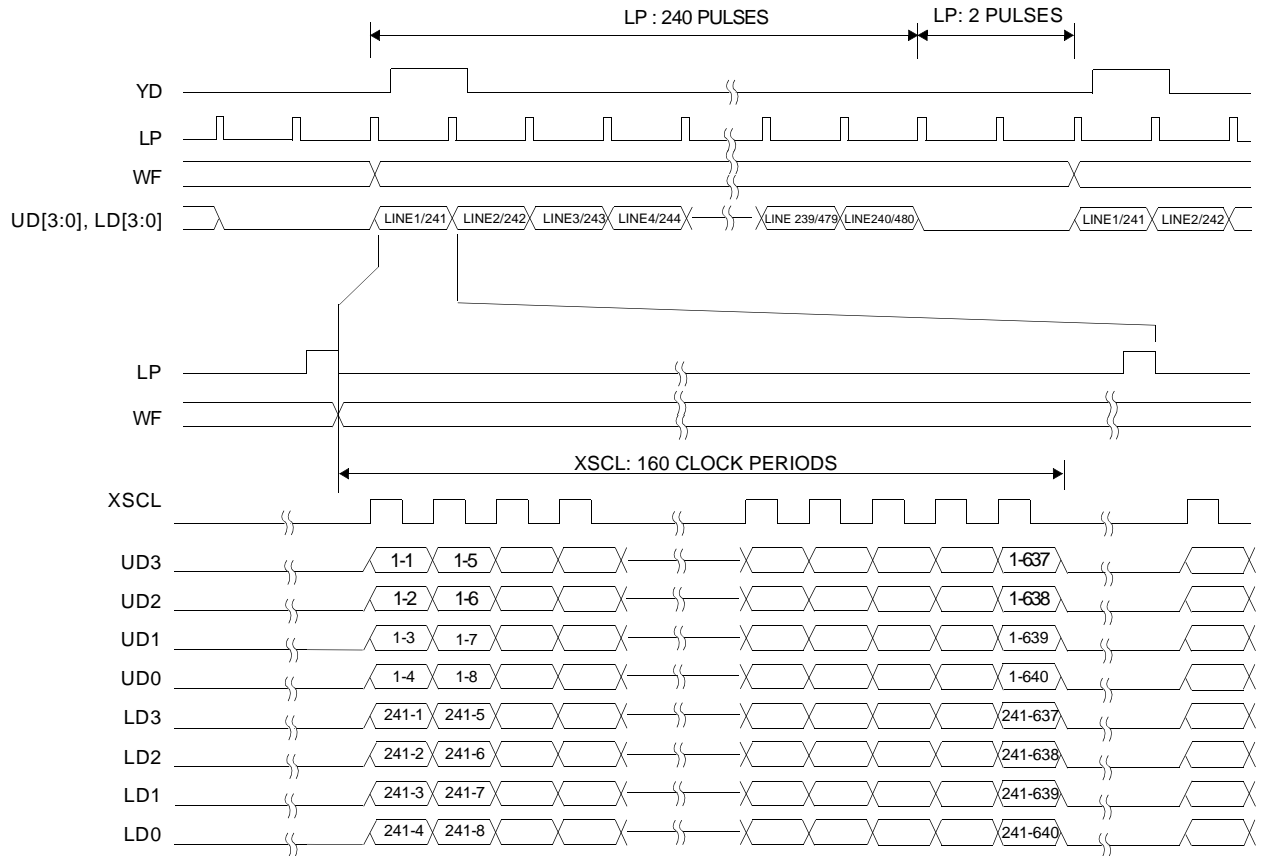 LP : 240 PULSES LP: 2 PULSES
YD
LP
WF
UD[3:0], LD[3:0] LINE1/241 LINE2/242 LINE3/243 LINE4/244 LINE 239/479 LINE240/480 LINE1/241 LINE2/242
LP
WF
XSCL: 160 CLOCK PERIODS
XSCL
UD3 1-1 1-5 1-637
UD2 1-2 1-6 1-638
UD1 1-3 1-7 1-639
UD0 1-4 1-8 1-640
LD3 241-1 241-5 241-637
LD2 241-2 241-6 241-638
LD1 241-3 241-7 241-639
LD0 241-4 241-8 241-640